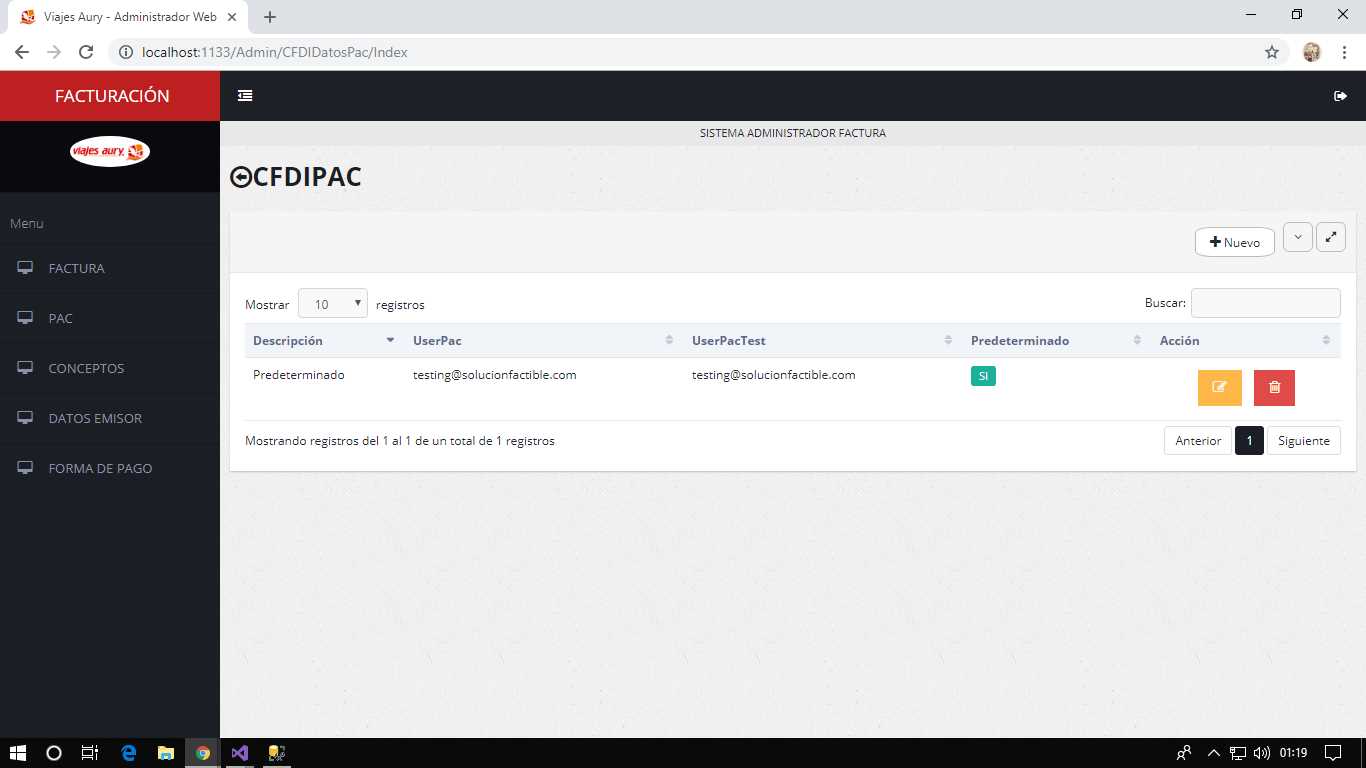 Viajes Aury - Administrador Web
localhost:1133/Admin/CFDIDatosPac/Index
FACTURACIÓN
viajes aury.
SISTEMA ADMINISTRADOR FACTURA
CFDIPAC
Menu
FACTURA
PAC
CONCEPTOS
DATOS EMISOR
FORMA DE PAGO
Nuevo
Mostrar 10 registros
Buscar:
Descripción UserPac UserPacTest Predeterminado Acción
Predeterminado testing@solucionfactible.com testing@solucionfactible.com SI
Mostrando registros del 1 al 1 de un total de 1 registros
Anterior 1 Siguiente
01:19